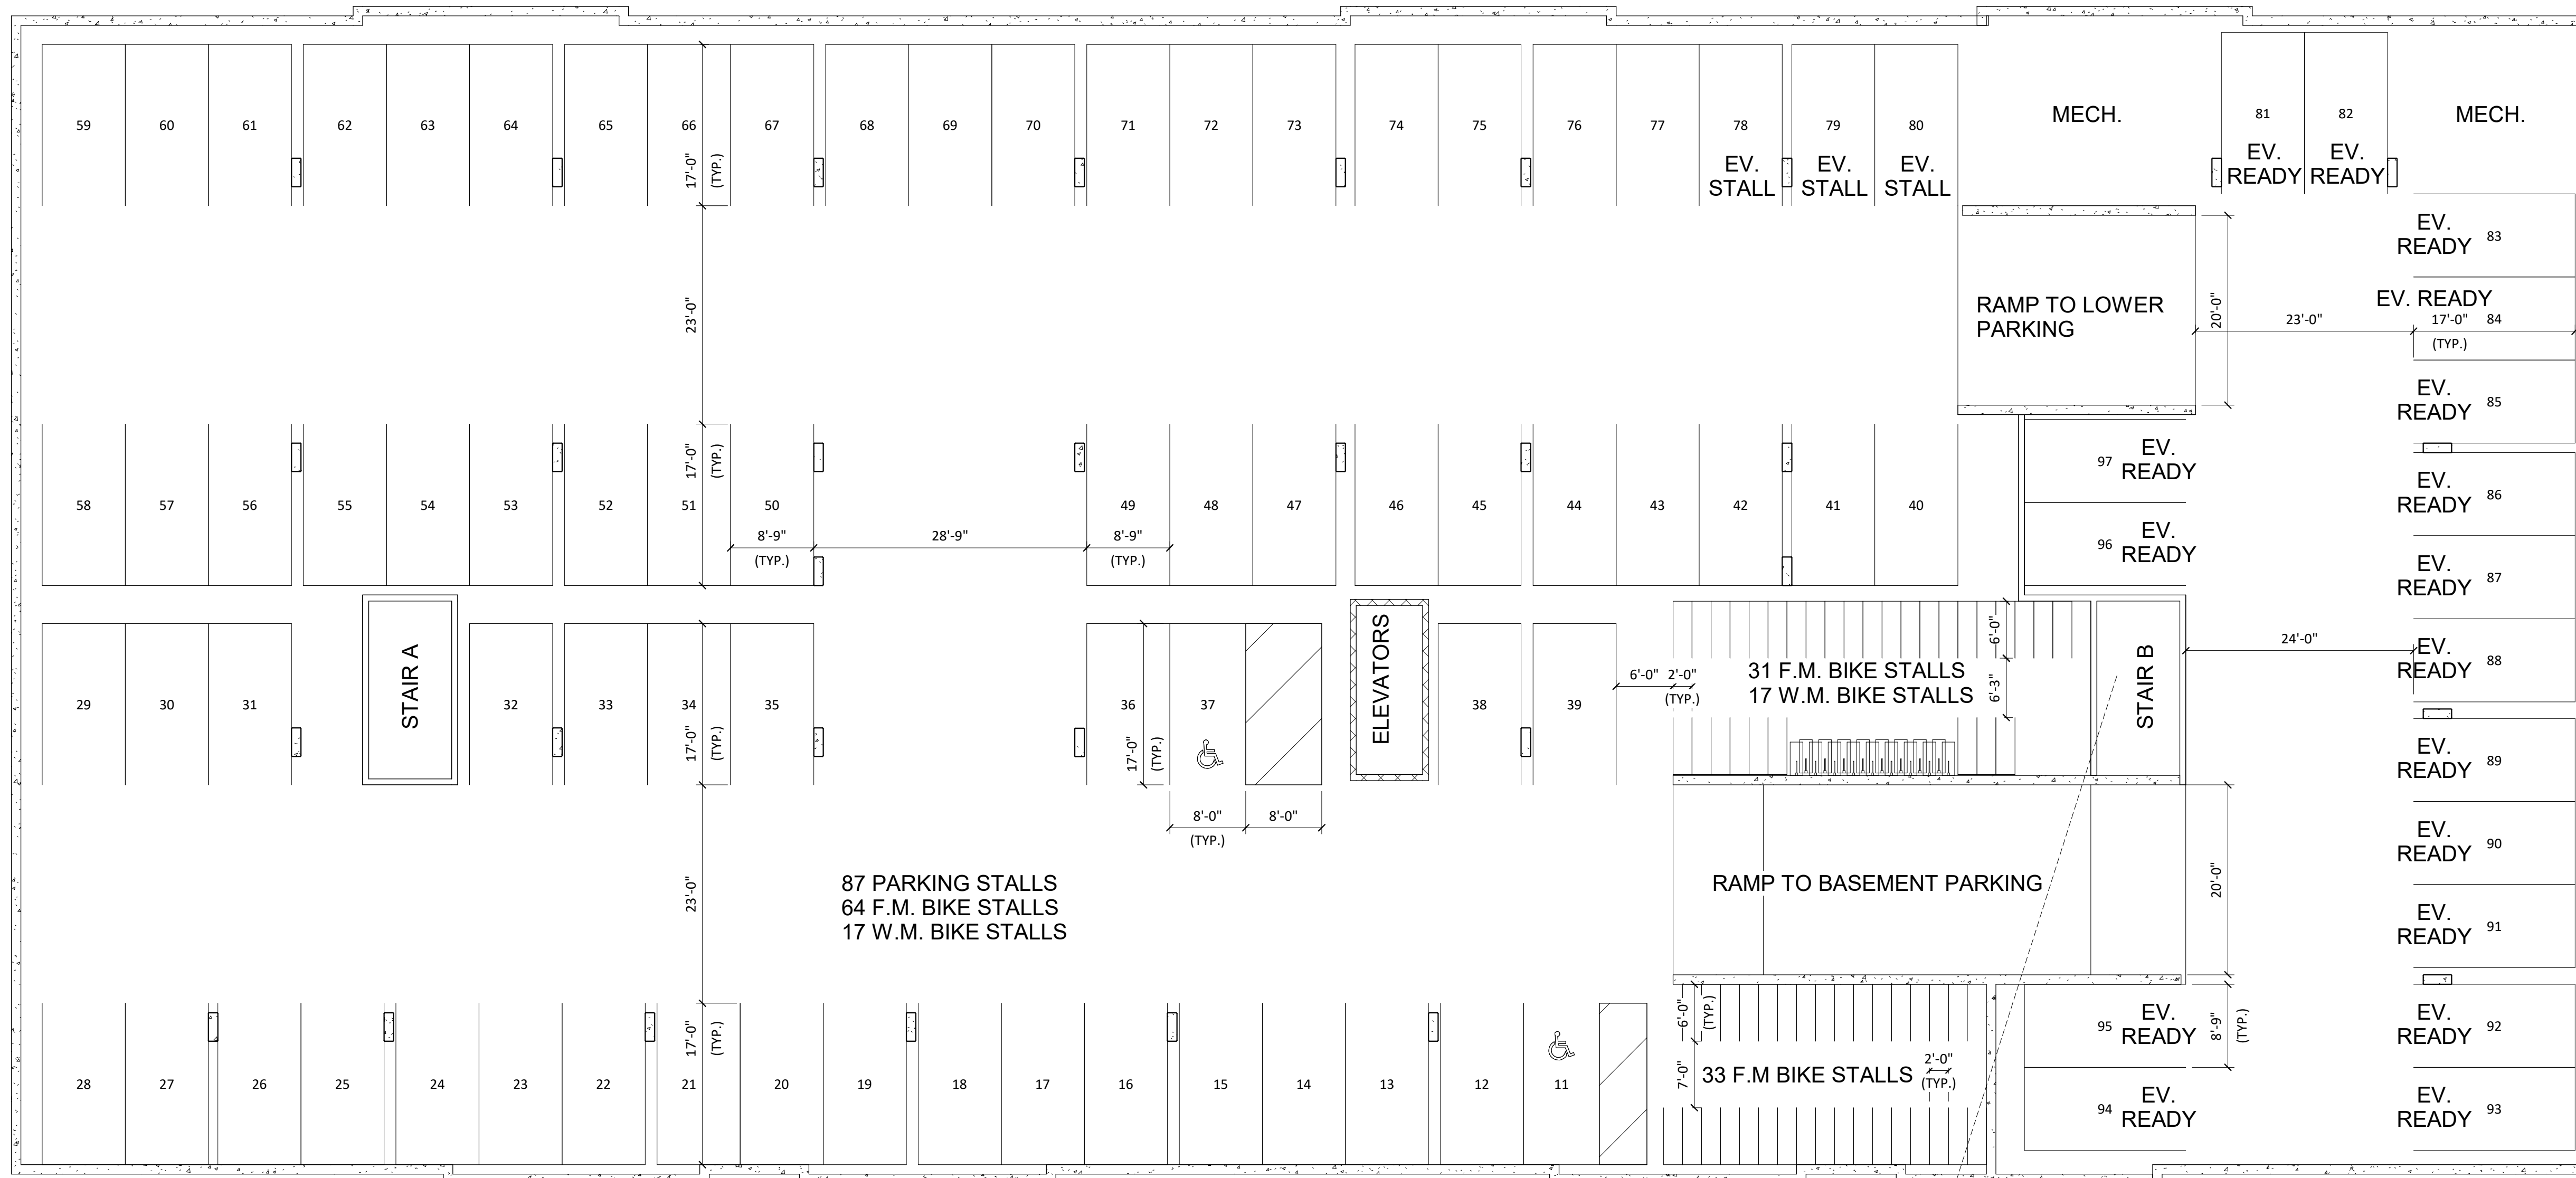 59 60 61 62 63 64 65 66 67 68 69 70 71 72 73 74 75 76 77 78 79 80
EV. STALL
EV. STALL
EV. STALL
17'-0"
(TYP.)
MECH.
81 82
EV. READY
EV. READY
MECH.
EV.
READY 83
EV. READY
84
EV.
READY 85
23'-0"
RAMP TO LOWER
PARKING
20'-0"
23'-0"
17'-0"
(TYP.)
17'-0"
(TYP.)
58 57 56 55 54 53 52 51 50 49 48 47 46 45 44 43 42 41 40
8'-9"
(TYP.)
28'-9"
8'-9"
(TYP.)
97 EV.
READY
96 EV.
READY
EV.
READY 86
EV.
READY 87
EV.
READY 88
24'-0"
29 30 31
STAIR A
32 33 34 35
17'-0"
(TYP.)
36 37
17'-0"
(TYP.)
8'-0"
(TYP.)
8'-0"
ELEVATORS
38 39
6'-0"
2'-0"
(TYP.)
31 F.M. BIKE STALLS
17 W.M. BIKE STALLS
6'-0"
6'-3"
STAIR B
EV.
READY 89
EV.
READY 90
EV.
READY 91
23'-0"
87 PARKING STALLS
64 F.M. BIKE STALLS
17 W.M. BIKE STALLS
RAMP TO BASEMENT PARKING
20'-0"
28 27 26 25 24 23 22 21 20 19 18 17 16 15 14 13 12 11
17'-0"
(TYP.)
6'-0"
(TYP.)
7'-0"
33 F.M BIKE STALLS
2'-0"
(TYP.)
95 EV.
READY
94 EV.
READY
8'-9"
(TYP.)
EV.
READY 92
EV.
READY 93